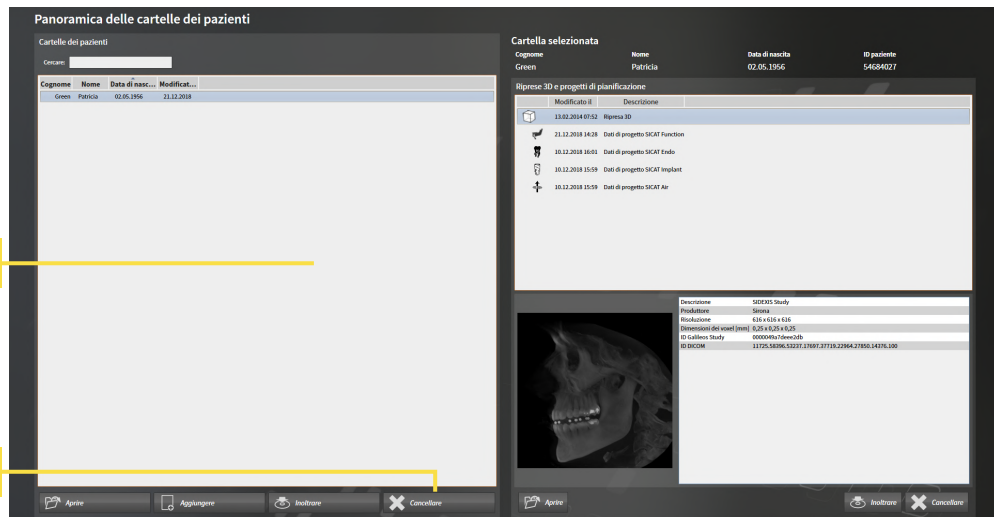 Panoramica delle cartelle dei pazienti
Cartelle dei pazienti
Cercare:
Cognome Nome Data di nasc... Modificat...
Green Patricia 02.05.1956 21.12.2018
Aprire Aggiungere Inoltrare Cancellare
Cartella selezionata
Cognome Nome Data di nascita ID paziente
Green Patricia 02.05.1956 54684027
Riprese 3D e progetti di pianificazione
Modificato il Descrizione
13.02.2014 07:52 Ripresa 3D
21.12.2018 14:28 Dati di progetto SICAT Function
10.12.2018 16:01 Dati di progetto SICAT Endo
10.12.2018 15:59 Dati di progetto SICAT Implant
10.12.2018 15:59 Dati di progetto SICAT Air
Descrizione SIDEXIS Study
Produttore Sirona
Risoluzione 616 x 616 x 616
Dimensioni dei voxel [mm] 0,25 x 0,25 x 0,25
ID Galileos Study 0000049a7deee2db
ID DICOM 11725.58396.53237.17697.37719.22964.27850.14376.100
Aprire Inoltrare Cancellare